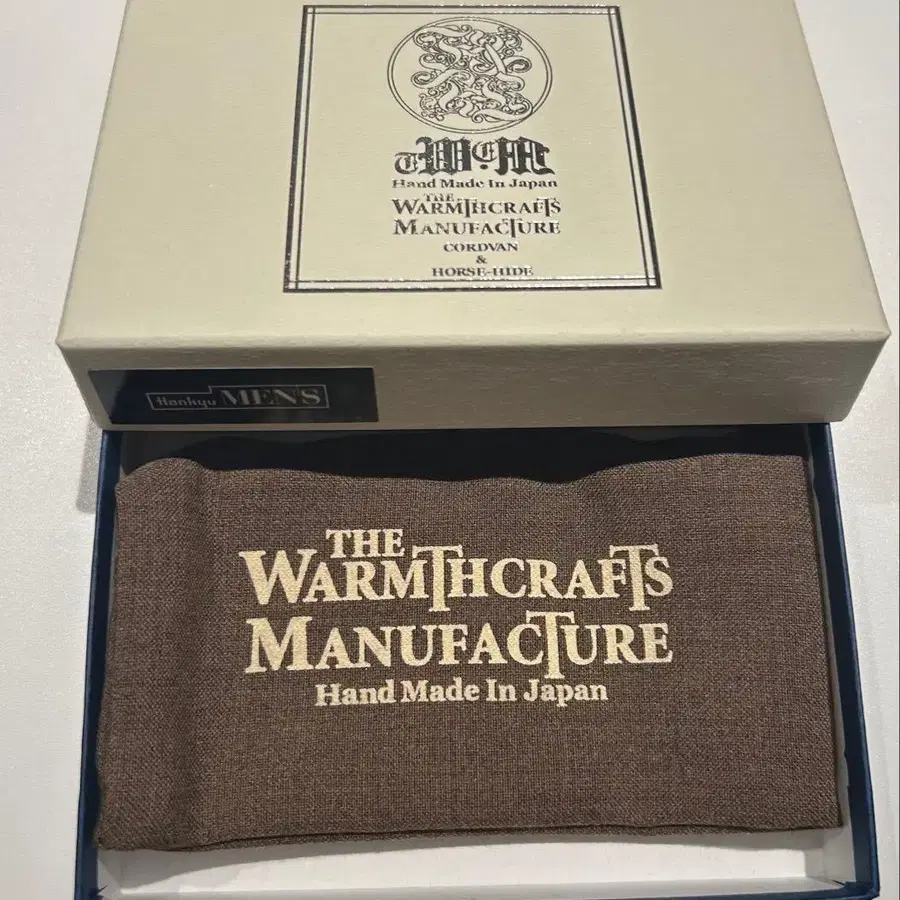 TWCM
Hand Made In Japan
THE
WARMTHCRAFTS
MANUFACTURE
CORDVAN
&
HORSE-HIDE
Hankyu MEN'S
THE
WARMTHCRAFTS
MANUFACTURE
Hand Made In Japan